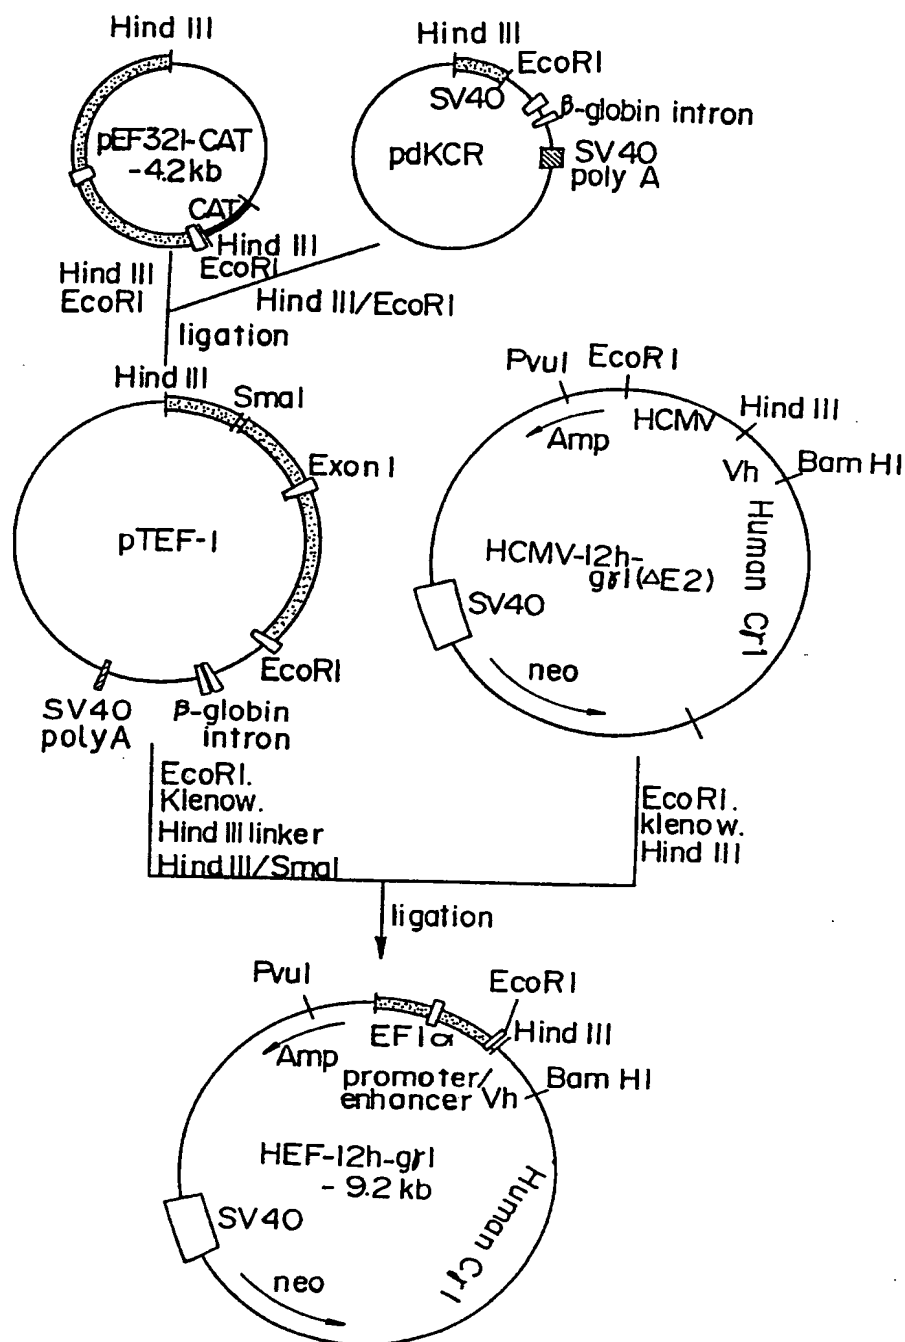 Hind III
pEF321-CAT
-4.2kb
CAT
Hind III
EcoRI
Hind III
EcoRI
SV40
β-globin intron
pdKCR
SV40
poly A
Hind III
EcoRI
Hind III/EcoRI
ligation
Hind III
SmaI
Exon I
pTEF-1
EcoRI
SV40
polyA
β-globin
intron
PvuI
EcoRI
HCMV
Hind III
Amp
Vh
Bam HI
Human Cγ1
HCMV-12h-
gγ1(ΔE2)
SV40
neo
EcoRI.
Klenow.
Hind III linker
Hind III/SmaI
EcoRI.
klenow.
Hind III
ligation
PvuI
EcoRI
EF1α
Hind III
Amp
promoter/
enhancer
Vh
Bam HI
HEF-12h-gγ1
- 9.2 kb
Human Cγ1
SV40
neo